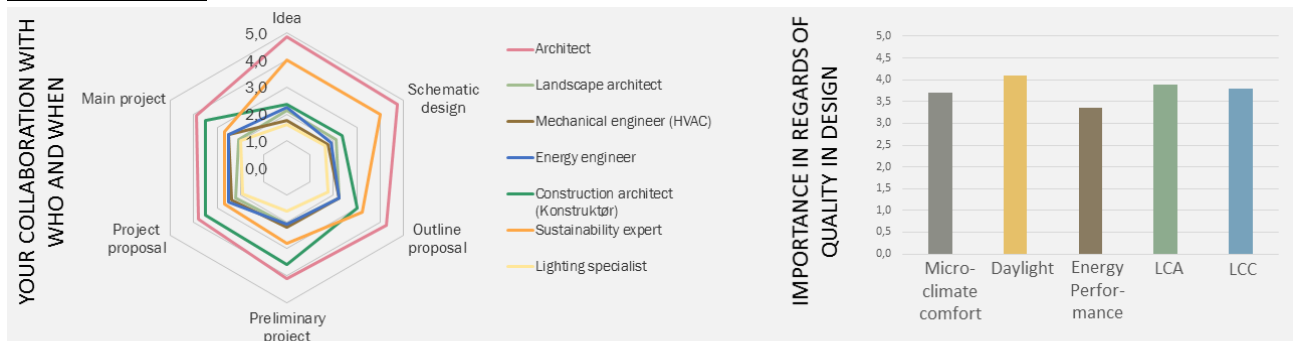 YOUR COLLABORATION WITH
WHO AND WHEN
Idea
5,0
4,0
3,0
2,0
1,0
0,0
Schematic
design
Outline
proposal
Preliminary
project
Project
proposal
Main project
Architect
Landscape architect
Mechanical engineer (HVAC)
Energy engineer
Construction architect
(Konstruktør)
Sustainability expert
Lighting specialist
IMPORTANCE IN REGARDS OF
QUALITY IN DESIGN
5,0
4,5
4,0
3,5
3,0
2,5
2,0
1,5
1,0
0,5
0,0
Micro-
climate
comfort
Daylight
Energy
Perfor-
mance
LCA
LCC